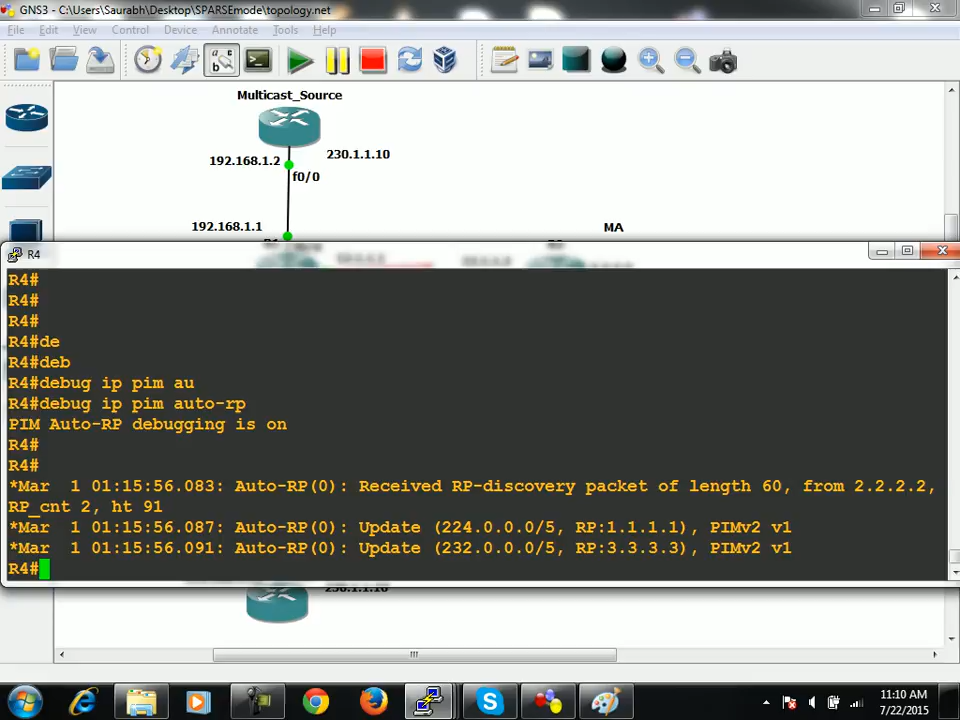 GNS3 - C:\Users\Saurabh\Desktop\SPARSEmode\topology.net
File Edit View Control Device Annotate Tools Help
Multicast_Source
192.168.1.2
230.1.1.10
f0/0
192.168.1.1
MA
R4
R4#
R4#
R4#
R4#de
R4#deb
R4#debug ip pim au
R4#debug ip pim auto-rp
PIM Auto-RP debugging is on
R4#
R4#
*Mar  1 01:15:56.083: Auto-RP(0): Received RP-discovery packet of length 60, from 2.2.2.2,
RP_cnt 2, ht 91
*Mar  1 01:15:56.087: Auto-RP(0): Update (224.0.0.0/5, RP:1.1.1.1), PIMv2 v1
*Mar  1 01:15:56.091: Auto-RP(0): Update (232.0.0.0/5, RP:3.3.3.3), PIMv2 v1
R4#
11:10 AM
7/22/2015